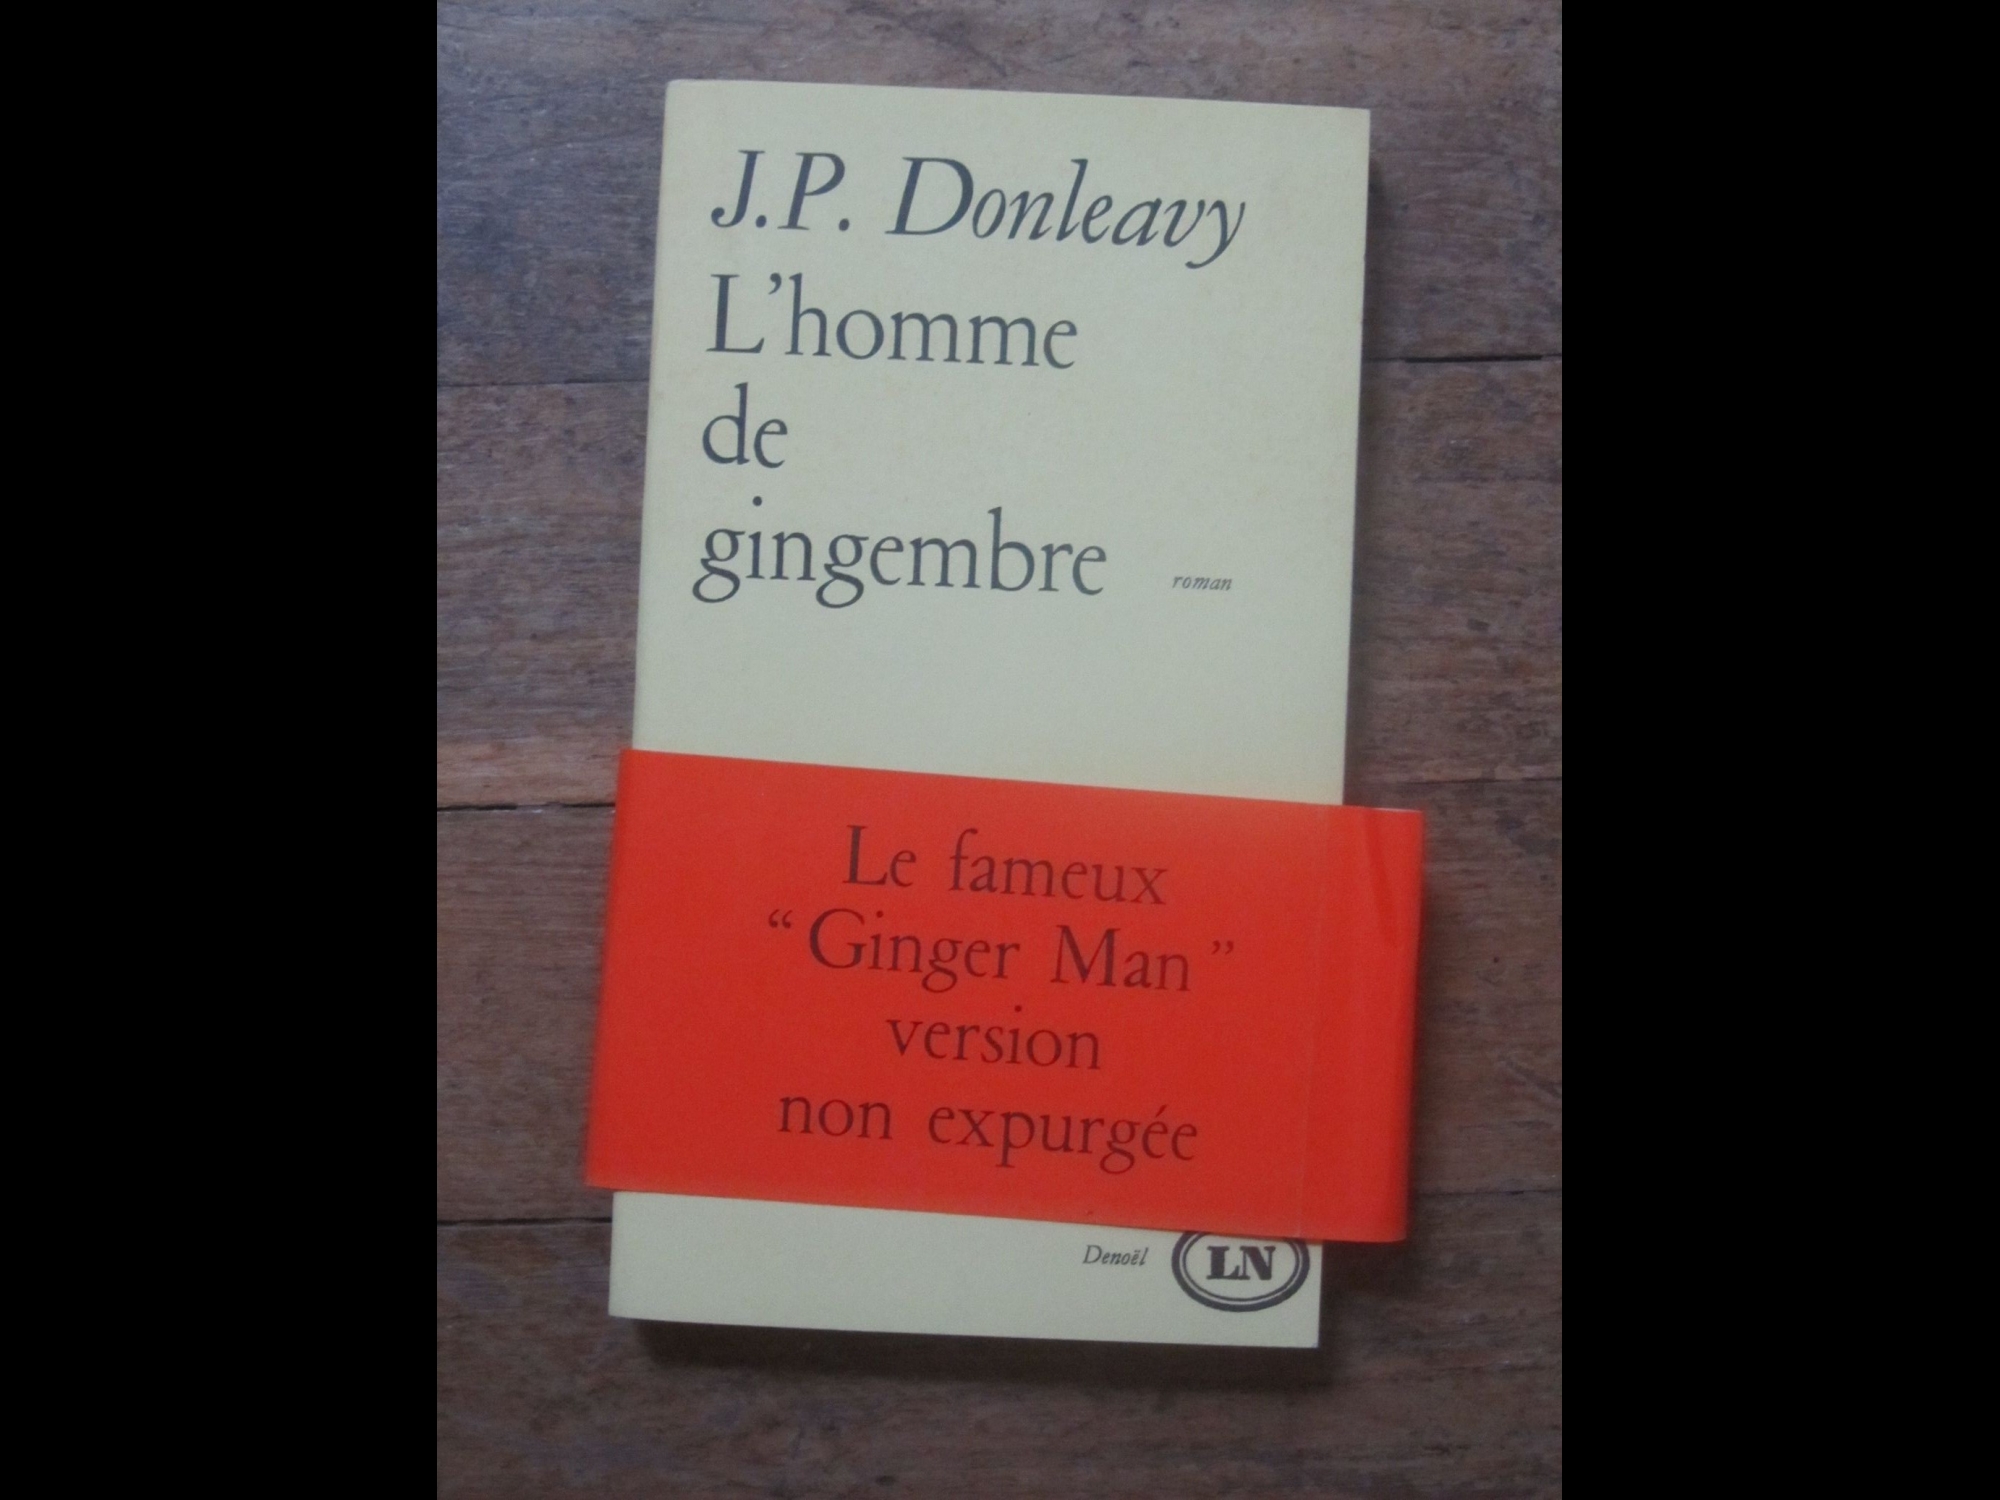 J.P. Donleavy
L'homme
de
gingembre roman
Le fameux
“Ginger Man”
version
non expurgée
Denoël LN